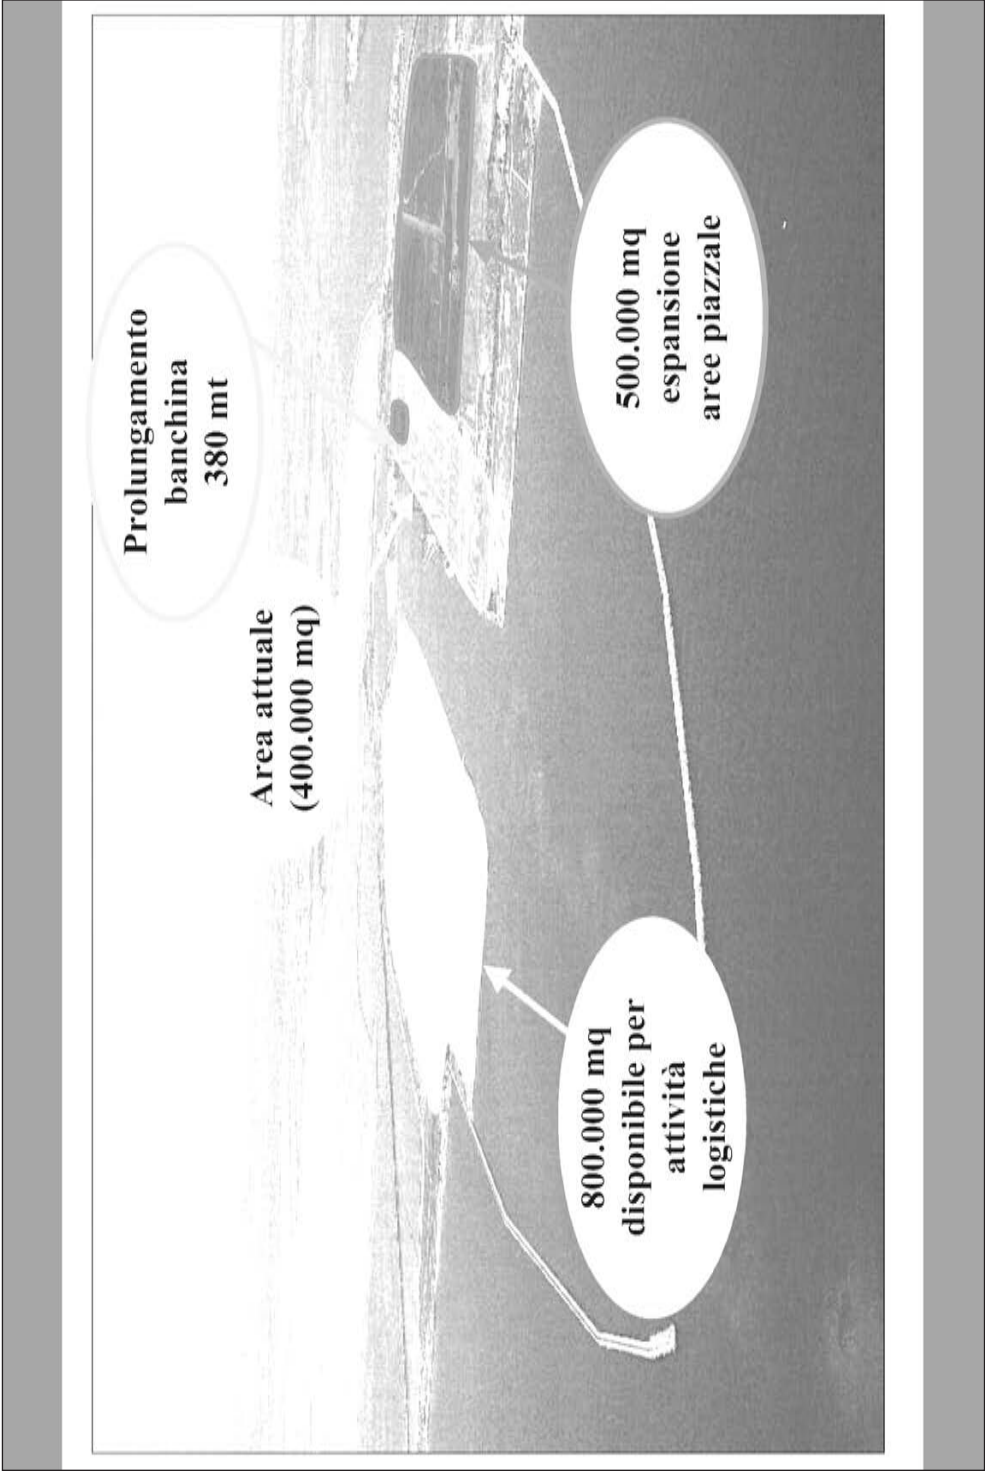 Prolungamento
banchina
380 mt
Area attuale
(400.000 mq)
800.000 mq
disponibile per
attività
logistiche
500.000 mq
espansione
aree piazzale